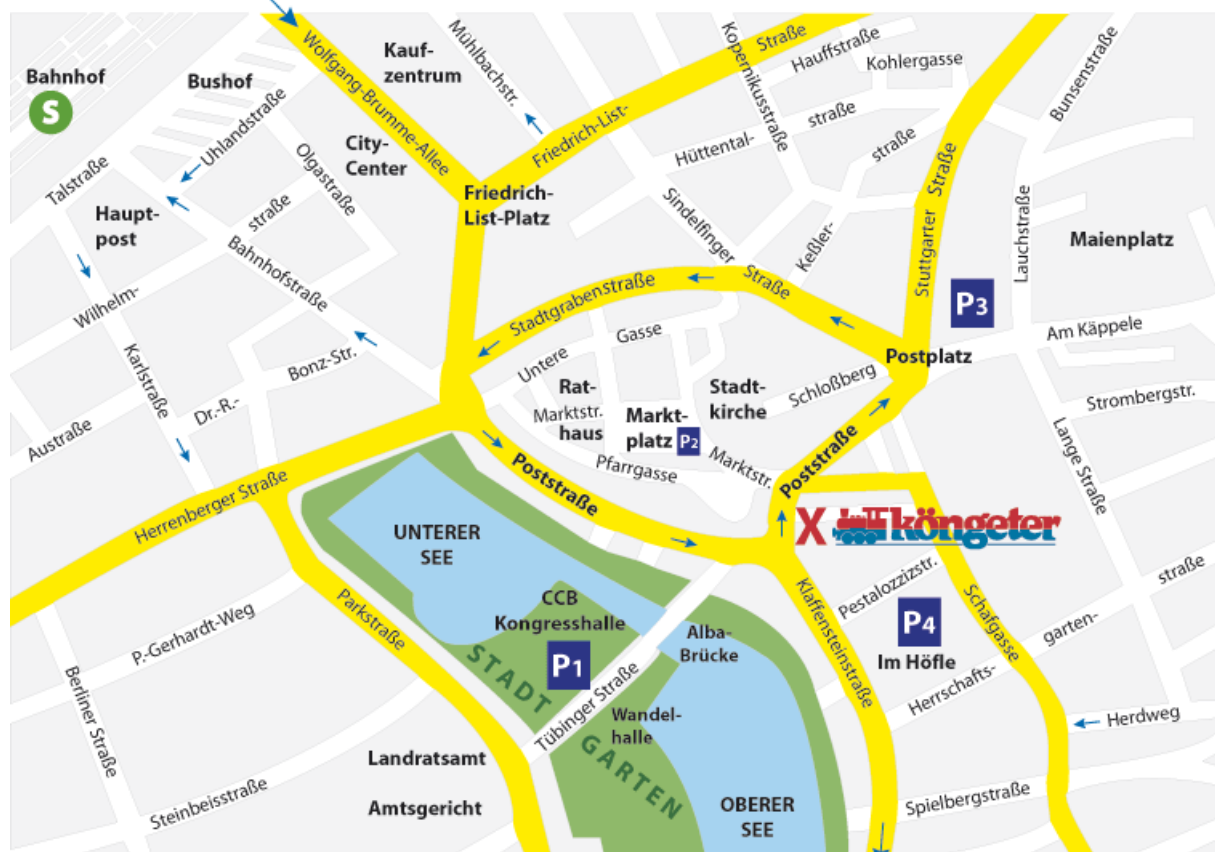 Bahnhof
S
Bushof
Kauf-
zentrum
Mühlbachstr.
Wolfgang-Brumme-Allee
Uhlandstraße
City-
Center
Olgastraße
Talstraße
Haupt-
post
Bahnhofstraße
Wilhelm-
straße
Karlstraße
Friedrich-
List-Platz
Friedrich-List-
Straße
Kopernikusstraße
Hauffstraße
Kohlergasse
Hüttental-
straße
Keßler-
straße
Sindelfinger
Straße
Stuttgarter Straße
Bunsenstraße
Lauchstraße
Maienplatz
P3
Am Käppele
Postplatz
Strombergstr.
Lange Straße
Stadtgrabenstraße
Untere
Gasse
Rat-
haus
Marktstr.
Markt-
platz
P2
Stadt-
kirche
Schloßberg
Pfarrgasse
Marktstr.
Poststraße
Poststraße
Dr.-R.-
Bonz-Str.
Austraße
Herrenberger Straße
X köngeter
UNTERER
SEE
CCB
Kongresshalle
P1
STADT
GARTEN
Alba-
Brücke
Tübinger Straße
Wandel-
halle
OBERER
SEE
Parkstraße
P.-Gerhardt-Weg
Berliner Straße
Steinbeisstraße
Landratsamt
Amtsgericht
Klaffensteinstraße
Pestalozzistr.
P4
Im Höfle
Schafgasse
Herrschafts-
garten-
straße
Herdweg
Spielbergstraße